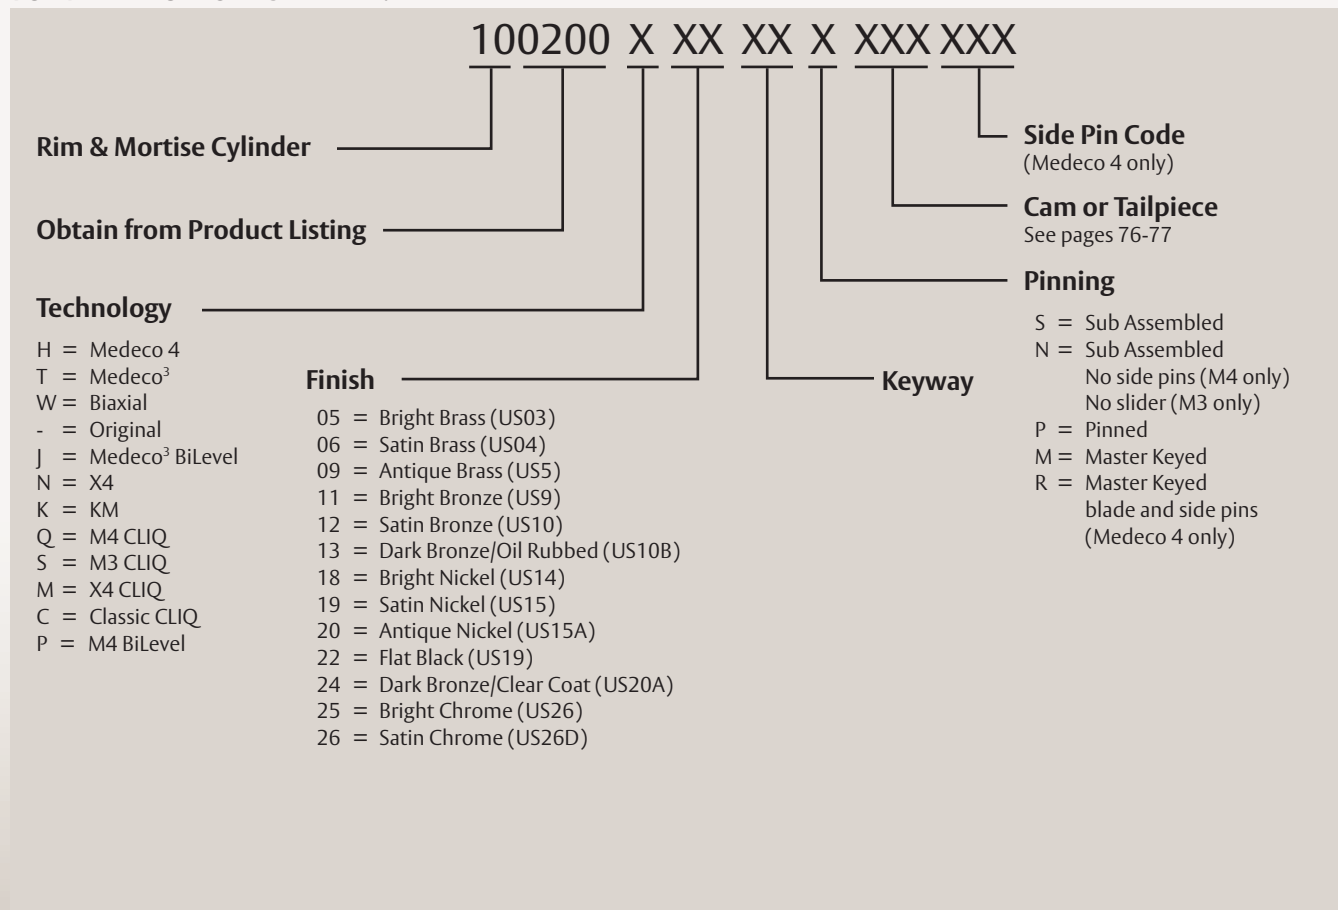 100200 X XX XX X XXX XXX
Rim & Mortise Cylinder
Obtain from Product Listing
Technology
H = Medeco 4
T = Medeco³
W = Biaxial
- = Original
J = Medeco³ BiLevel
N = X4
K = KM
Q = M4 CLIQ
S = M3 CLIQ
M = X4 CLIQ
C = Classic CLIQ
P = M4 BiLevel
Finish
05 = Bright Brass (US03)
06 = Satin Brass (US04)
09 = Antique Brass (US5)
11 = Bright Bronze (US9)
12 = Satin Bronze (US10)
13 = Dark Bronze/Oil Rubbed (US10B)
18 = Bright Nickel (US14)
19 = Satin Nickel (US15)
20 = Antique Nickel (US15A)
22 = Flat Black (US19)
24 = Dark Bronze/Clear Coat (US20A)
25 = Bright Chrome (US26)
26 = Satin Chrome (US26D)
Keyway
Side Pin Code
(Medeco 4 only)
Cam or Tailpiece
See pages 76-77
Pinning
S = Sub Assembled
N = Sub Assembled
No side pins (M4 only)
No slider (M3 only)
P = Pinned
M = Master Keyed
R = Master Keyed
blade and side pins
(Medeco 4 only)